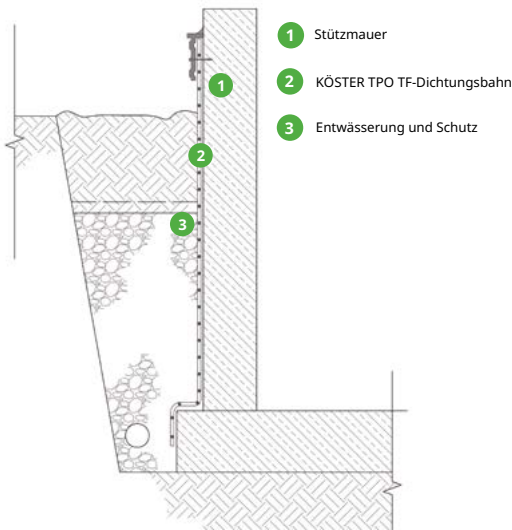 1 Stützmauer
2 KÖSTER TPO TF-Dichtungsbahn
3 Entwässerung und Schutz
1
2
3